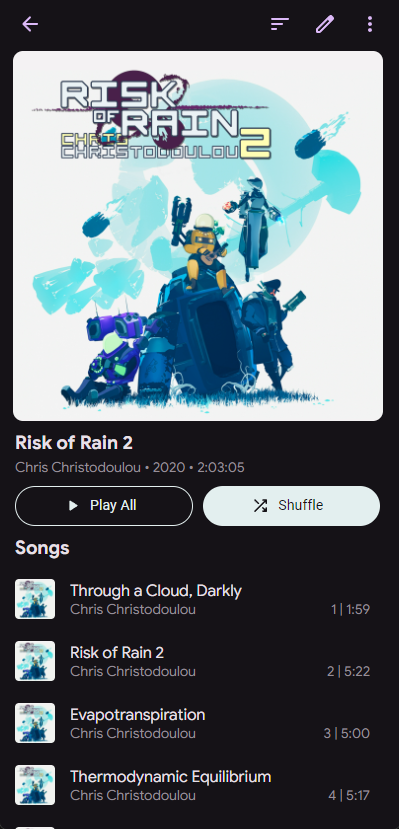 RISK
OF
RAIN
CHRIS
CHRISTODOULOU 2
Risk of Rain 2
Chris Christodoulou • 2020 • 2:03:05
Play All
Shuffle
Songs
Through a Cloud, Darkly
Chris Christodoulou
1 | 1:59
Risk of Rain 2
Chris Christodoulou
2 | 5:22
Evapotranspiration
Chris Christodoulou
3 | 5:00
Thermodynamic Equilibrium
Chris Christodoulou
4 | 5:17